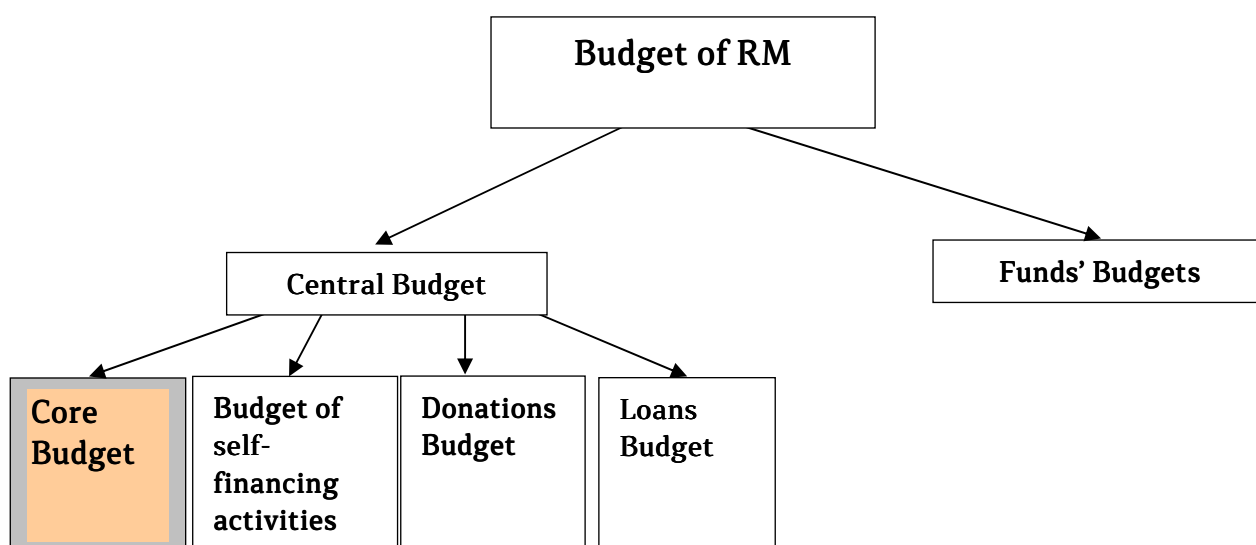 Budget of RM
Central Budget
Funds’ Budgets
Core
Budget
Budget of
self-
financing
activities
Donations
Budget
Loans
Budget